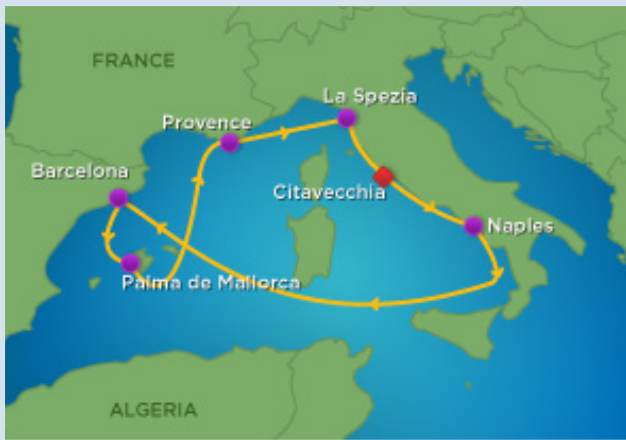 FRANCE
La Spezia
Provence
Barcelona
Citavecchia
Naples
Palma de Mallorca
ALGERIA